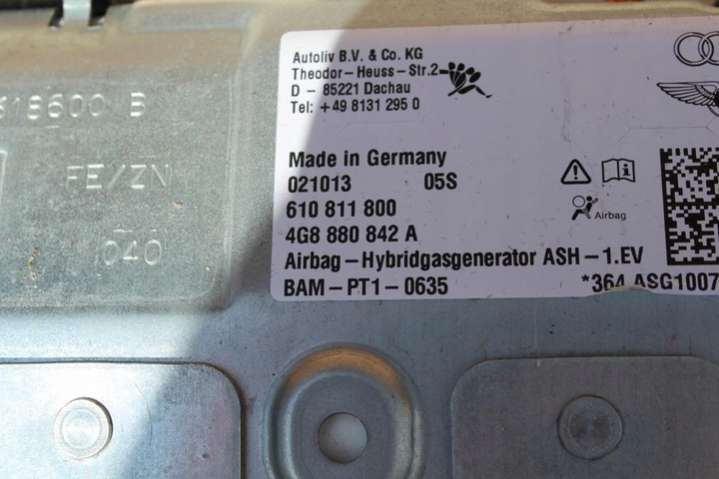 Autoliv B.V. & Co. KG
Theodor-Heuss-Str.2
D - 85221 Dachau
Tel: +49 8131 295 0
Made in Germany
021013 05S
610 811 800
4G8 880 842 A
Airbag
Airbag-Hybridgasgenerator ASH-1.EV
BAM-PT1-0635 *364 ASG1007
618600 B
FE/ZN
040